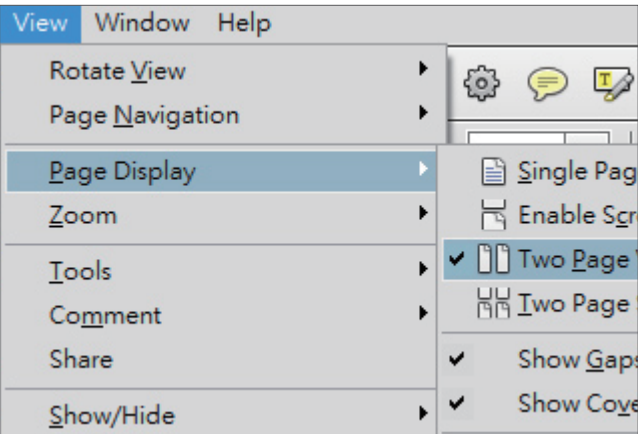 View Window Help
Rotate View
Page Navigation
Page Display
Zoom
Tools
Comment
Share
Show/Hide
Single Pag
Enable Scr
Two Page
Two Page
Show Gaps
Show Cove